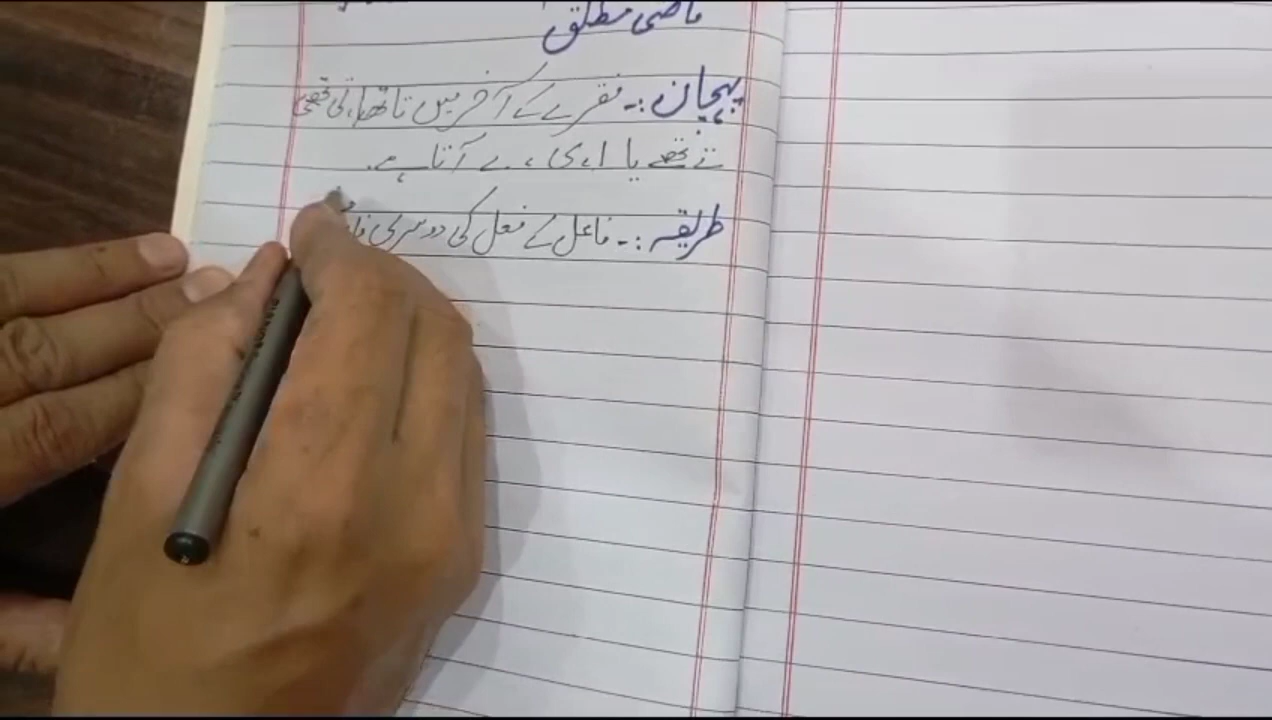 ماضی مطلق
پہچان :۔ فقرے کے آخر میں تا تھا، تی تھی
تے تھے یا ا، ی ، ے آتا ہے۔
طریقہ :۔ فاعل کے فعل کی دوسری